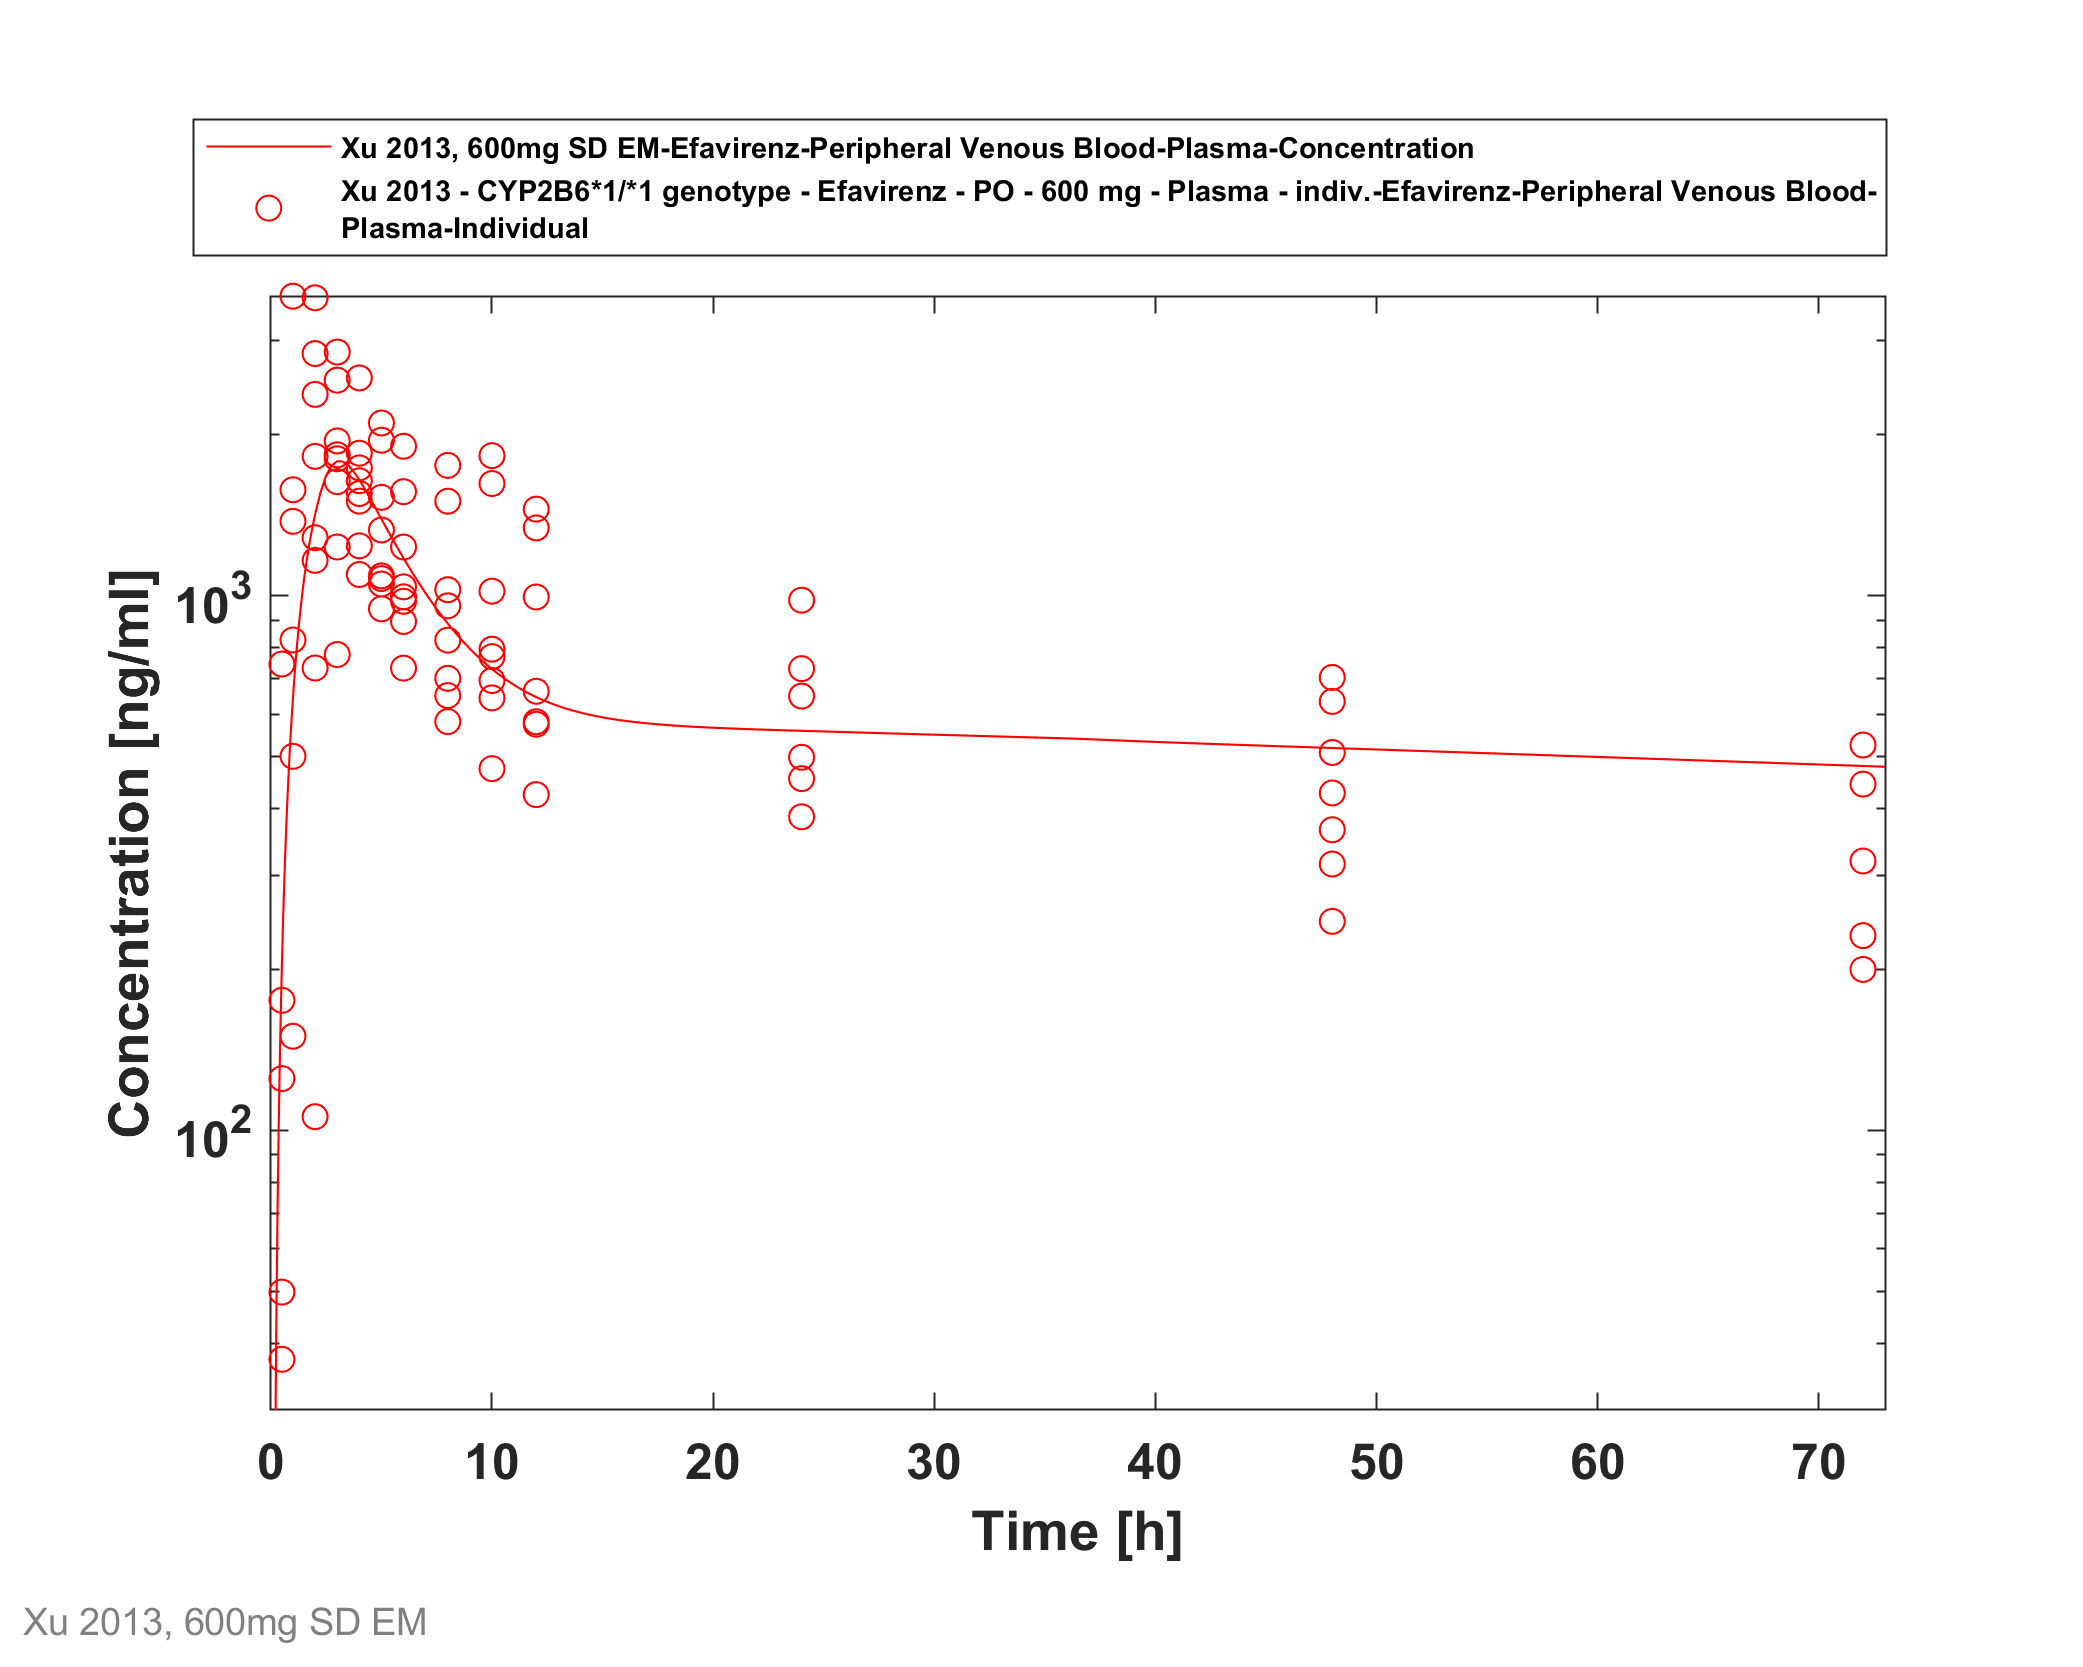 Xu 2013, 600mg SD EM-Efavirenz-Peripheral Venous Blood-Plasma-Concentration
Xu 2013 - CYP2B6*1/*1 genotype - Efavirenz - PO - 600 mg - Plasma - indiv.-Efavirenz-Peripheral Venous Blood-
Plasma-Individual
Concentration [ng/ml]
10^3
10^2
0 10 20 30 40 50 60 70
Time [h]
Xu 2013, 600mg SD EM